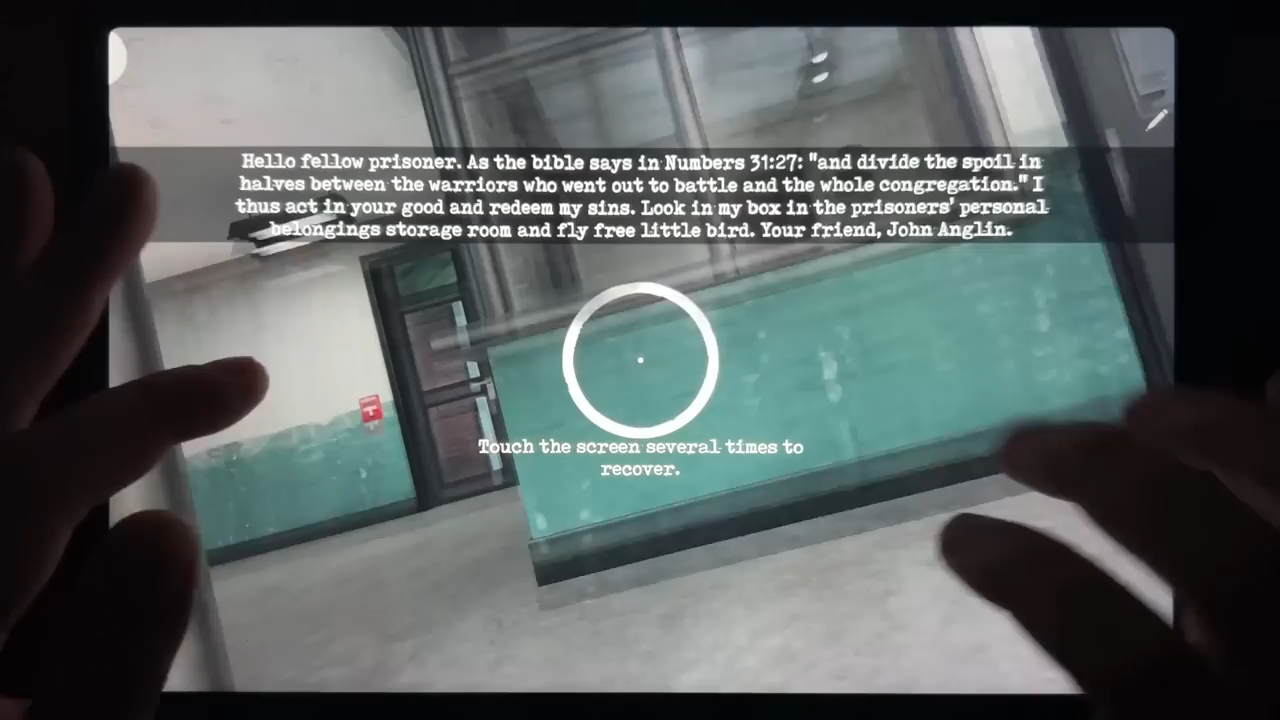 Hello fellow prisoner. As the bible says in Numbers 31:27: "and divide the spoil in
halves between the warriors who went out to battle and the whole congregation." I
thus act in your good and redeem my sins. Look in my box in the prisoners' personal
belongings storage room and fly free little bird. Your friend, John Anglin.
Touch the screen several times to
recover.